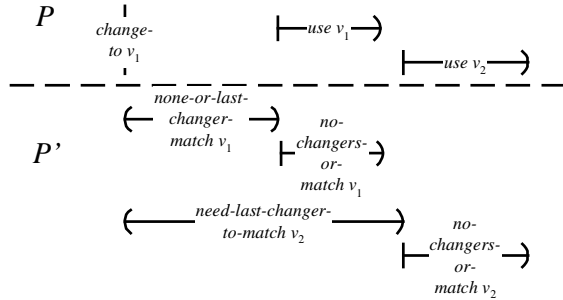 P
change-
to v₁
use v₁
use v₂
none-or-last-
changer-
match v₁
P’
no-
changers-
or-
match v₁
need-last-changer-
to-match v₂
no-
changers-
or-
match v₂